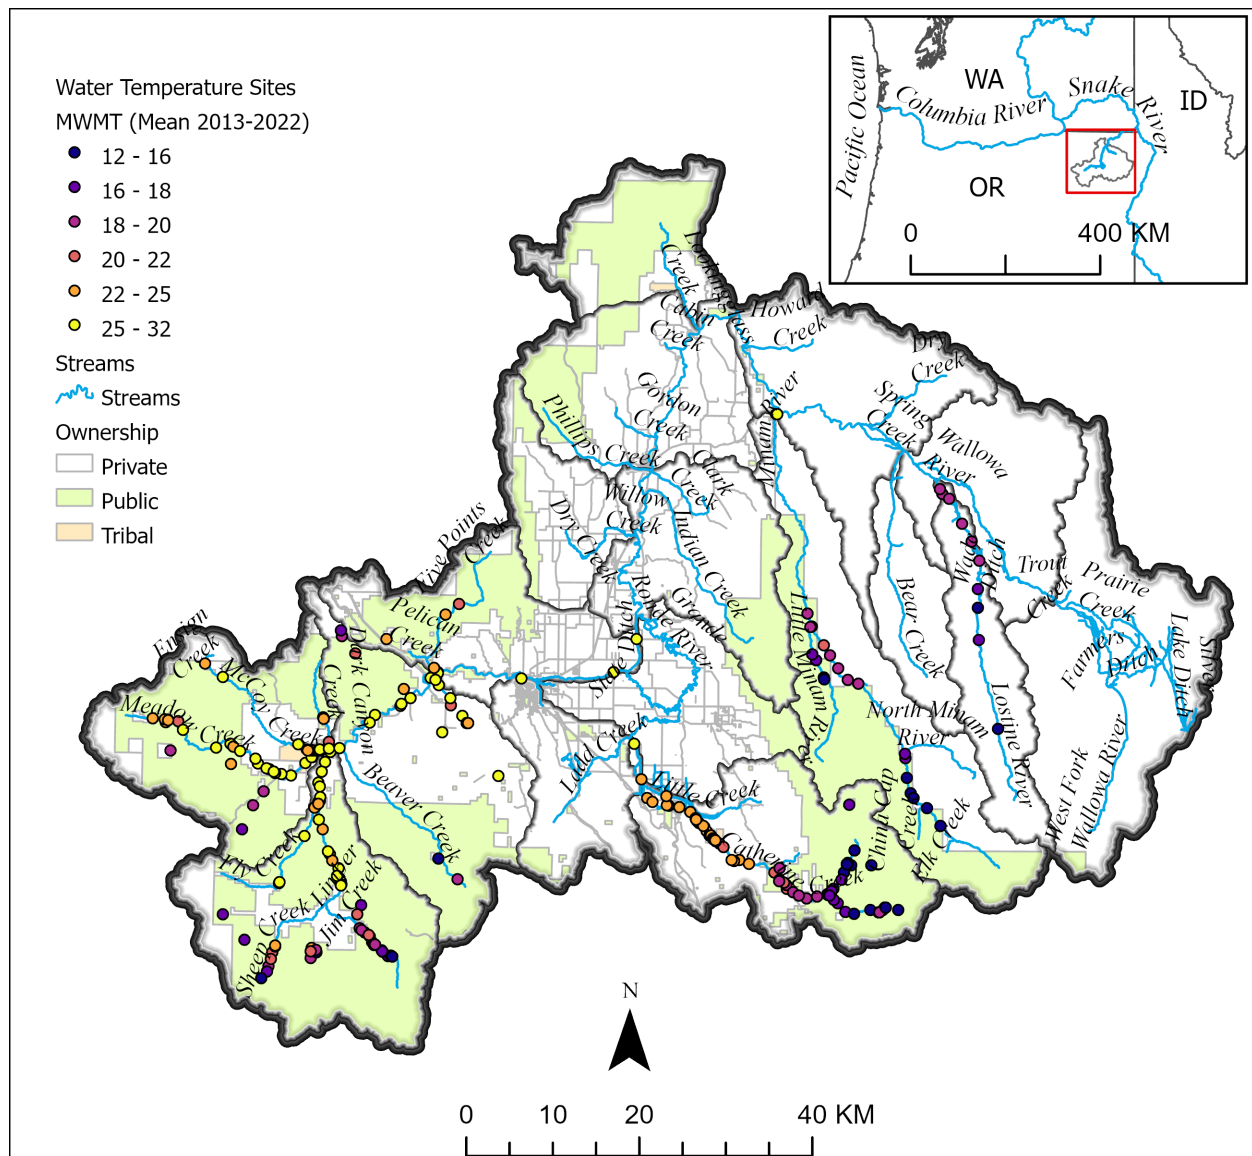 Water Temperature Sites
MWMT (Mean 2013-2022)
12 - 16
16 - 18
18 - 20
20 - 22
22 - 25
25 - 32
Streams
Streams
Ownership
Private
Public
Tribal
Pacific Ocean
WA
Columbia River
Snake River
ID
OR
0
400 KM
Lookingglass
Creek
Cabin
Creek
Howard
Creek
Dry
Creek
Gordon
Creek
Spring
Creek
Minam River
Wallowa
River
Phillips Creek
Clark
Creek
Willow
Creek
Dry Creek
Indian Creek
Five Points
Creek
Pelican
Creek
Grande
Ronde River
State Ditch
Little Minam River
Bear Creek
Ditch
Trout
Creek
Prairie
Creek
Farmers
Ditch
Lake Ditch
Silver
Lostine River
West Fork
Wallowa River
North Minam
River
Ensign
Creek
McCoy Creek
Meadow Creek
Dark Canyon
Creek
Beaver Creek
Ladd Creek
Little Creek
Catherine Creek
China Cap
Creek
Elk Creek
Fly Creek
Limber
Jim Creek
Sheep Creek
N
0
10
20
40 KM